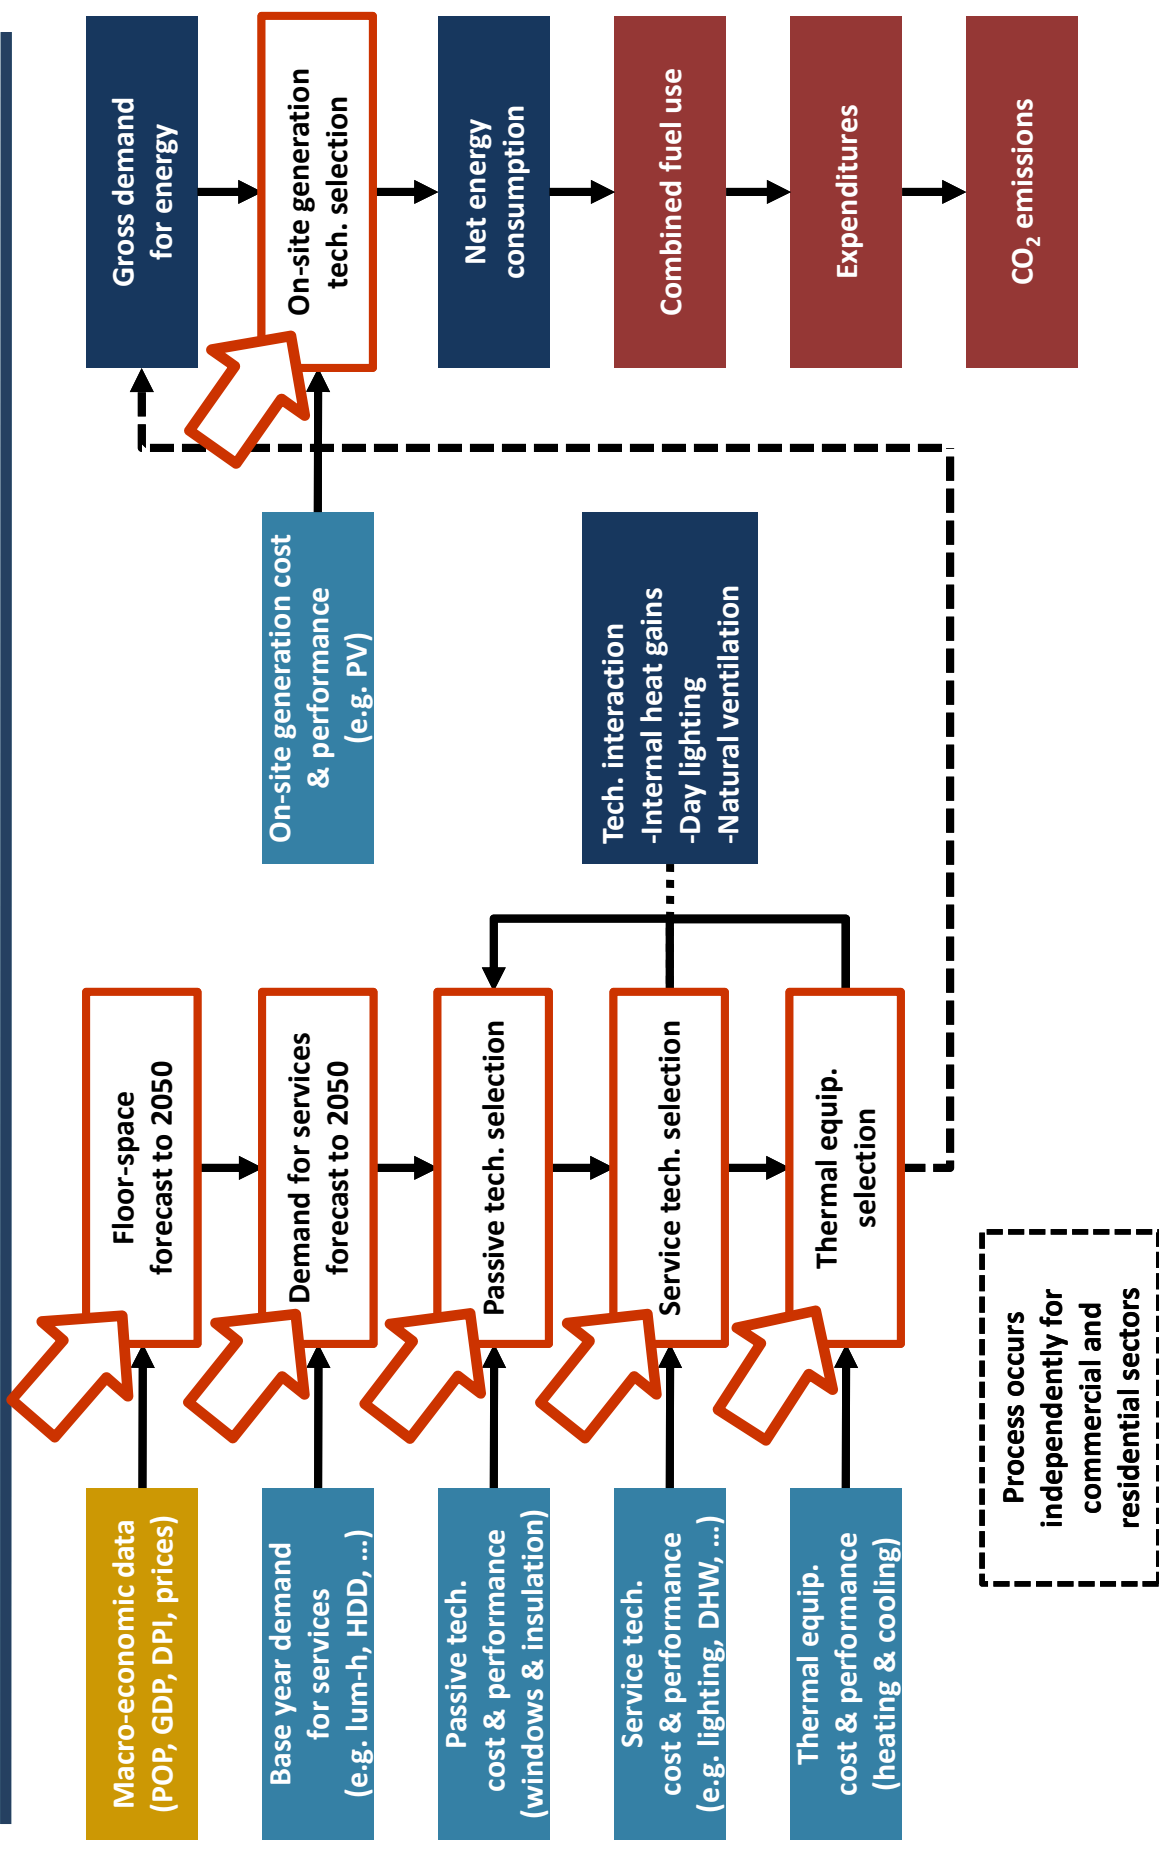 Macro-economic data
(POP, GDP, DPI, prices)
Floor-space
forecast to 2050
Gross demand
for energy
Base year demand
for services
(e.g. lum-h, HDD, ...)
Demand for services
forecast to 2050
On-site generation cost
& performance
(e.g. PV)
On-site generation
tech. selection
Passive tech.
cost & performance
(windows & insulation)
Passive tech. selection
Net energy
consumption
Service tech.
cost & performance
(e.g. lighting, DHW, ...)
Service tech. selection
Tech. interaction
-Internal heat gains
-Day lighting
-Natural ventilation
Combined fuel use
Thermal equip.
cost & performance
(heating & cooling)
Thermal equip.
selection
Expenditures
CO₂ emissions
Process occurs
independently for
commercial and
residential sectors